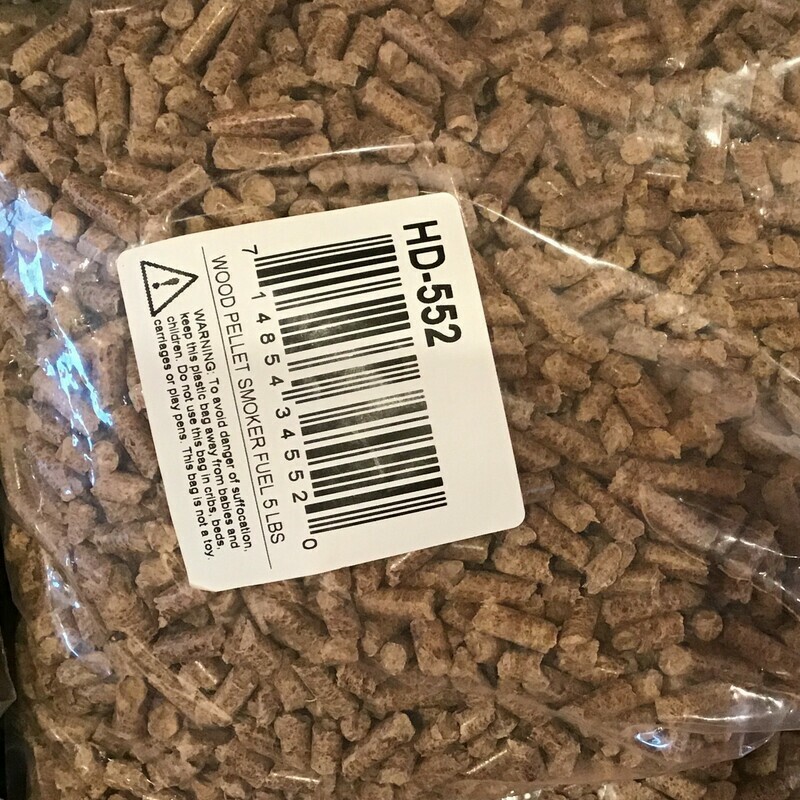 HD-552
7 14854 34552 0
WOOD PELLET SMOKER FUEL 5 LBS
WARNING: To avoid danger of suffocation,
keep this plastic bag away from babies and
children. Do not use this bag in cribs, beds,
carriages or play pens. This bag is not a toy.